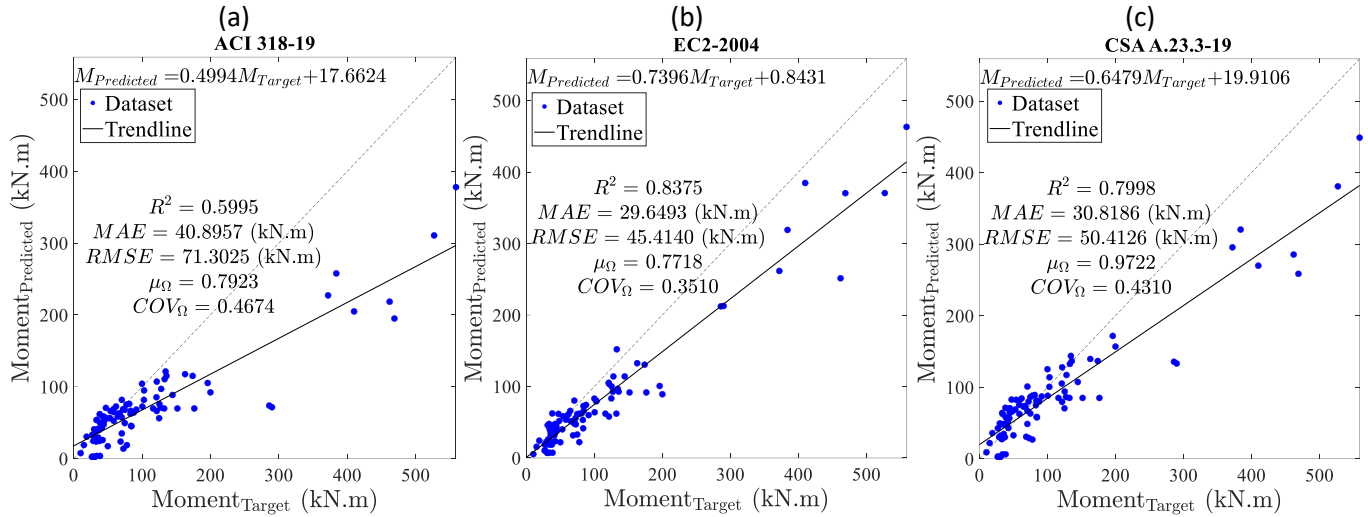 (a)
ACI 318-19
M_Predicted =0.4994M_Target+17.6624
Dataset
Trendline
R² = 0.5995
MAE = 40.8957 (kN.m)
RMSE = 71.3025 (kN.m)
μ_Ω = 0.7923
COV_Ω = 0.4674
Moment_Predicted (kN.m)
500
400
300
200
100
0
0 100 200 300 400 500
Moment_Target (kN.m)
(b)
EC2-2004
M_Predicted =0.7396M_Target+0.8431
Dataset
Trendline
R² = 0.8375
MAE = 29.6493 (kN.m)
RMSE = 45.4140 (kN.m)
μ_Ω = 0.7718
COV_Ω = 0.3510
Moment_Predicted (kN.m)
500
400
300
200
100
0
0 100 200 300 400 500
Moment_Target (kN.m)
(c)
CSA A.23.3-19
M_Predicted =0.6479M_Target+19.9106
Dataset
Trendline
R² = 0.7998
MAE = 30.8186 (kN.m)
RMSE = 50.4126 (kN.m)
μ_Ω = 0.9722
COV_Ω = 0.4310
Moment_Predicted (kN.m)
500
400
300
200
100
0
0 100 200 300 400 500
Moment_Target (kN.m)